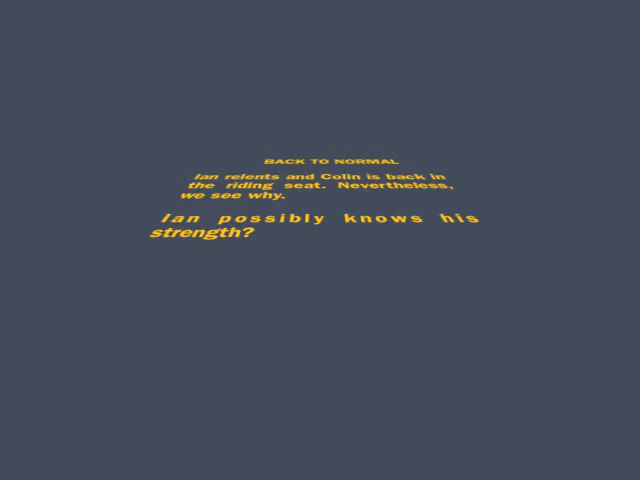 BACK TO NORMAL
Ian relents and Colin is back in
the riding seat. Nevertheless,
we see why.
Ian possibly knows his
strength?